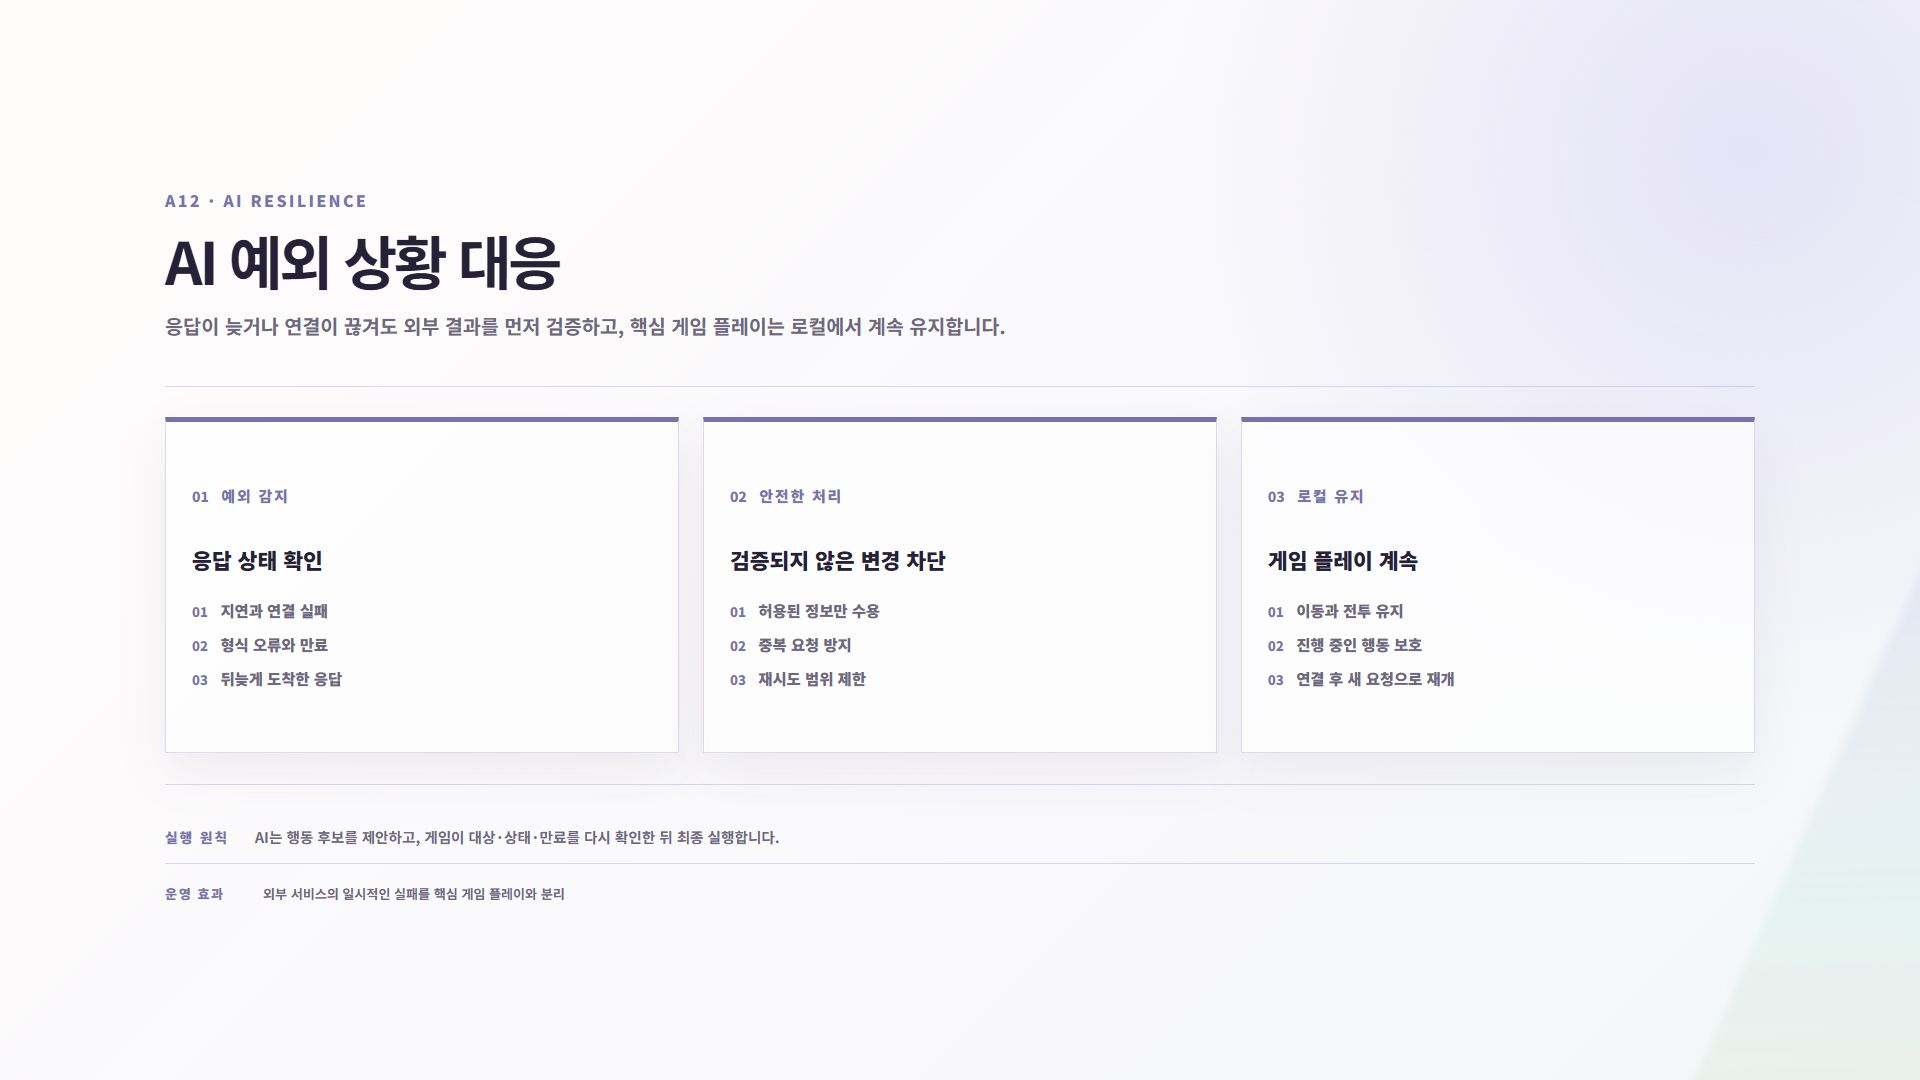 A12 · AI RESILIENCE
AI 예외 상황 대응
응답이 늦거나 연결이 끊겨도 외부 결과를 먼저 검증하고, 핵심 게임 플레이는 로컬에서 계속 유지합니다.
01 예외 감지
응답 상태 확인
01 지연과 연결 실패
02 형식 오류와 만료
03 뒤늦게 도착한 응답
02 안전한 처리
검증되지 않은 변경 차단
01 허용된 정보만 수용
02 중복 요청 방지
03 재시도 범위 제한
03 로컬 유지
게임 플레이 계속
01 이동과 전투 유지
02 진행 중인 행동 보호
03 연결 후 새 요청으로 재개
실행 원칙 AI는 행동 후보를 제안하고, 게임이 대상·상태·만료를 다시 확인한 뒤 최종 실행합니다.
운영 효과 외부 서비스의 일시적인 실패를 핵심 게임 플레이와 분리